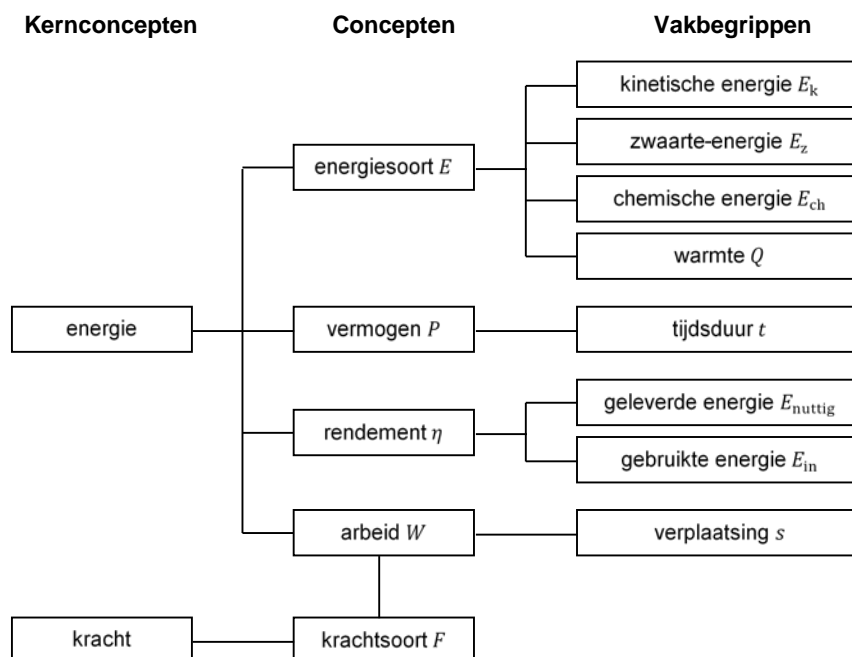 Kernconcepten Concepten Vakbegrippen
kinetische energie E_k
zwaarte-energie E_z
energiesoort E
chemische energie E_ch
warmte Q
energie vermogen P tijdsduur t
geleverde energie E_nuttig
rendement η
gebruikte energie E_in
arbeid W verplaatsing s
kracht krachtsoort F